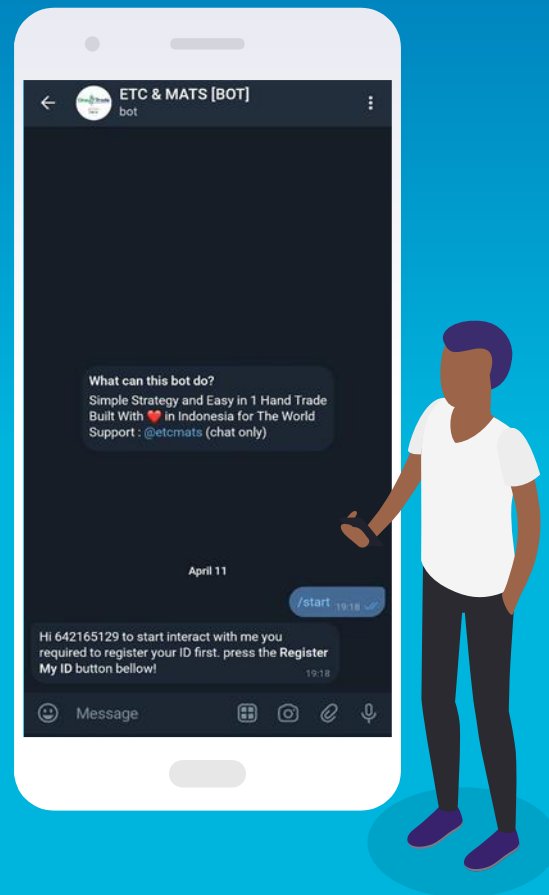 ETC & MATS [BOT]
bot
What can this bot do?
Simple Strategy and Easy in 1 Hand Trade
Built With ❤️ in Indonesia for The World
Support : @etcmats (chat only)
April 11
/start 19:18
Hi 642165129 to start interact with me you
required to register your ID first. press the Register
My ID button bellow!
19:18
Message